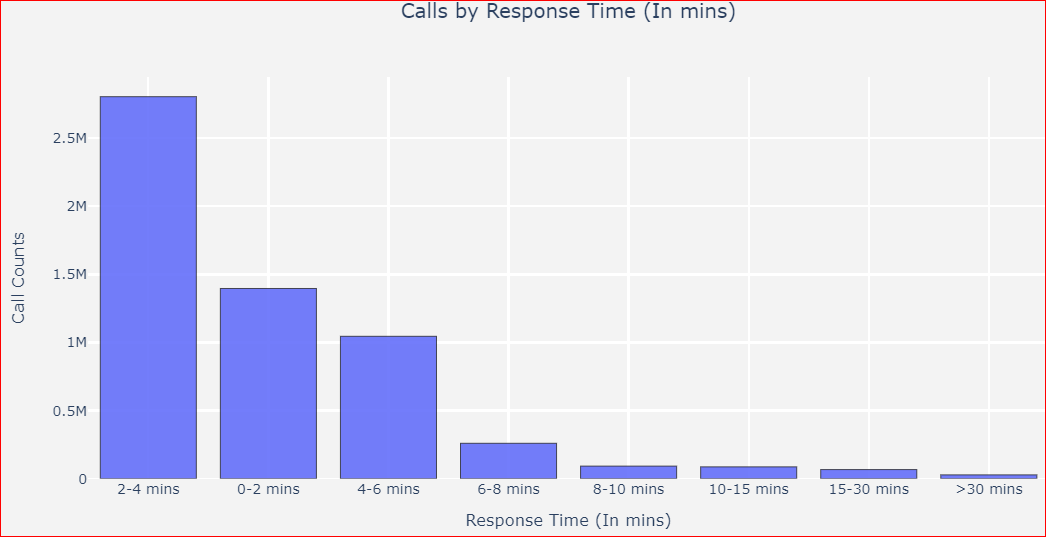 Calls by Response Time (In mins)
Call Counts
2.5M
2M
1.5M
1M
0.5M
0
2-4 mins
0-2 mins
4-6 mins
6-8 mins
8-10 mins
10-15 mins
15-30 mins
>30 mins
Response Time (In mins)